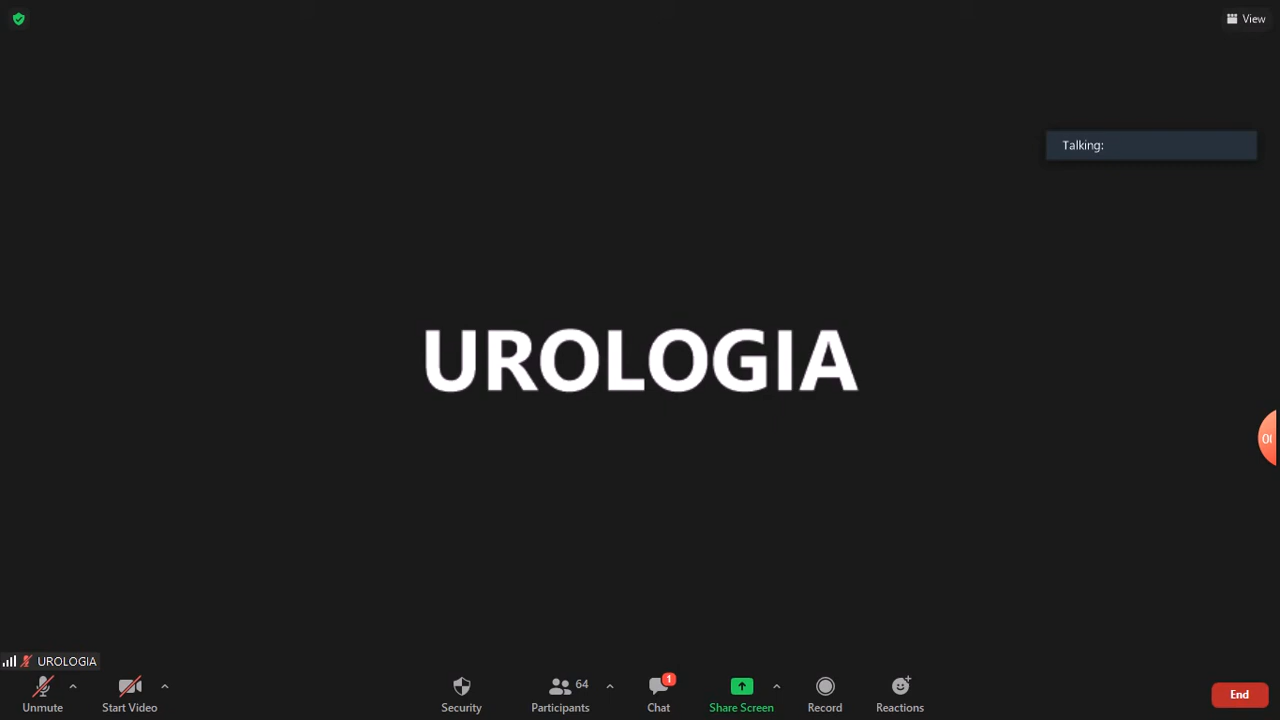 View
Talking:
UROLOGIA
UROLOGIA
Unmute
Start Video
Security
64
Participants
1
Chat
Share Screen
Record
Reactions
End